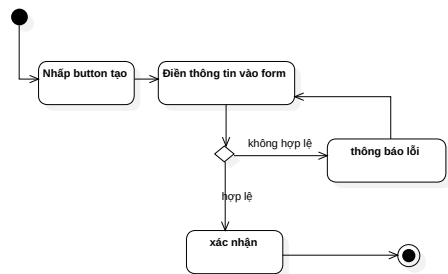 Nhấp button tạo
Điền thông tin vào form
không hợp lệ
thông báo lỗi
hợp lệ
xác nhận